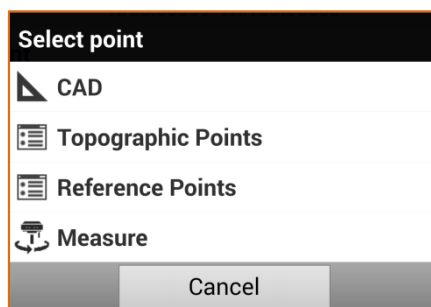 Select point
CAD
Topographic Points
Reference Points
Measure
Cancel